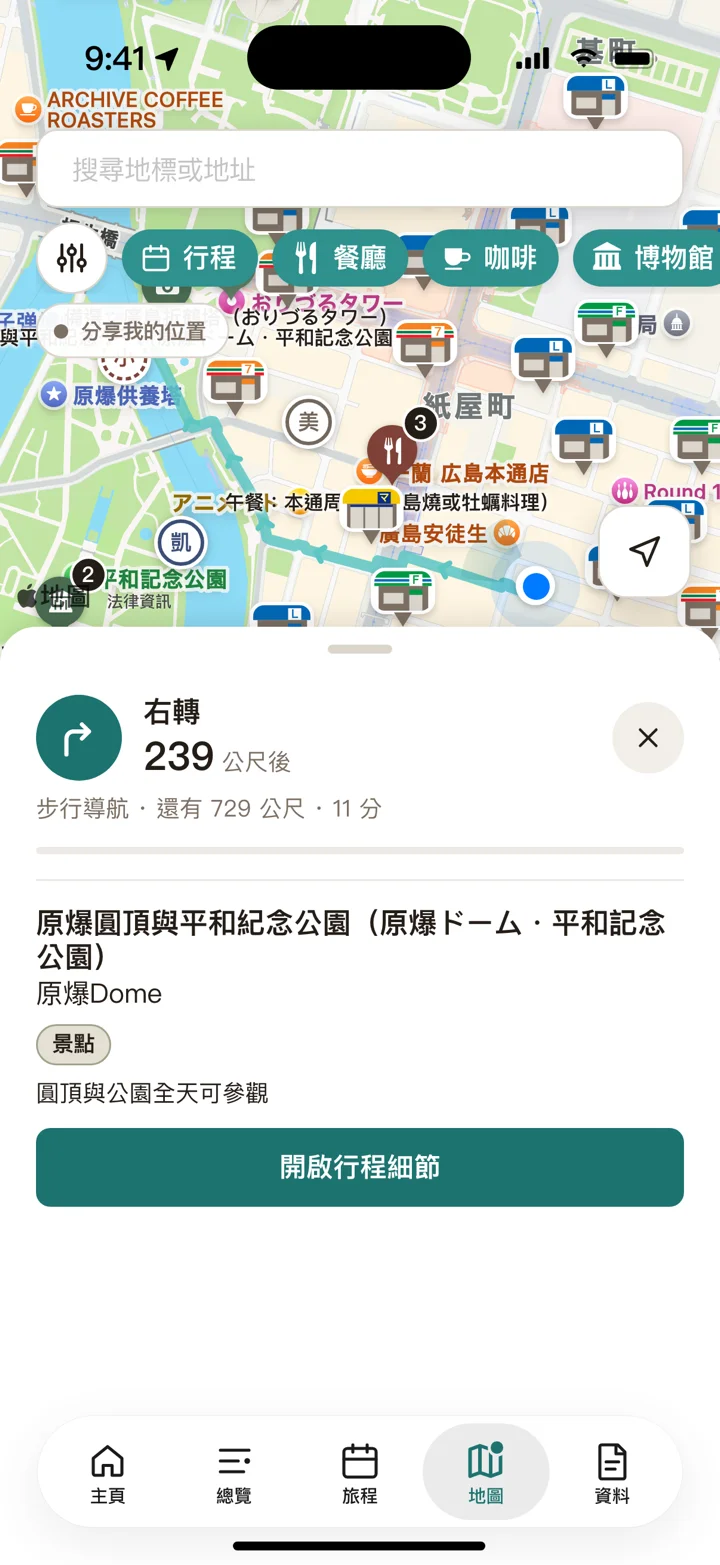 9:41
基町
ARCHIVE COFFEE
ROASTERS
搜尋地標或地址
行程
餐廳
咖啡
博物館
おりづるタワー
(おりづるタワー)
ーム・平和記念公園
與平
分享我的位置
局
原爆供養塔
美
紙屋町
3
蘭 広島本通店
Round 1
アニメ
午餐
本通周
島燒或牡蠣料理)
廣島安徒生
凱
2
平和記念公園
地圖
法律資訊
右轉
239 公尺後
步行導航 · 還有 729 公尺 · 11 分
原爆圓頂與平和紀念公園（原爆ドーム・平和記念
公園）
原爆Dome
景點
圓頂與公園全天可參觀
開啟行程細節
主頁
總覽
旅程
地圖
資料